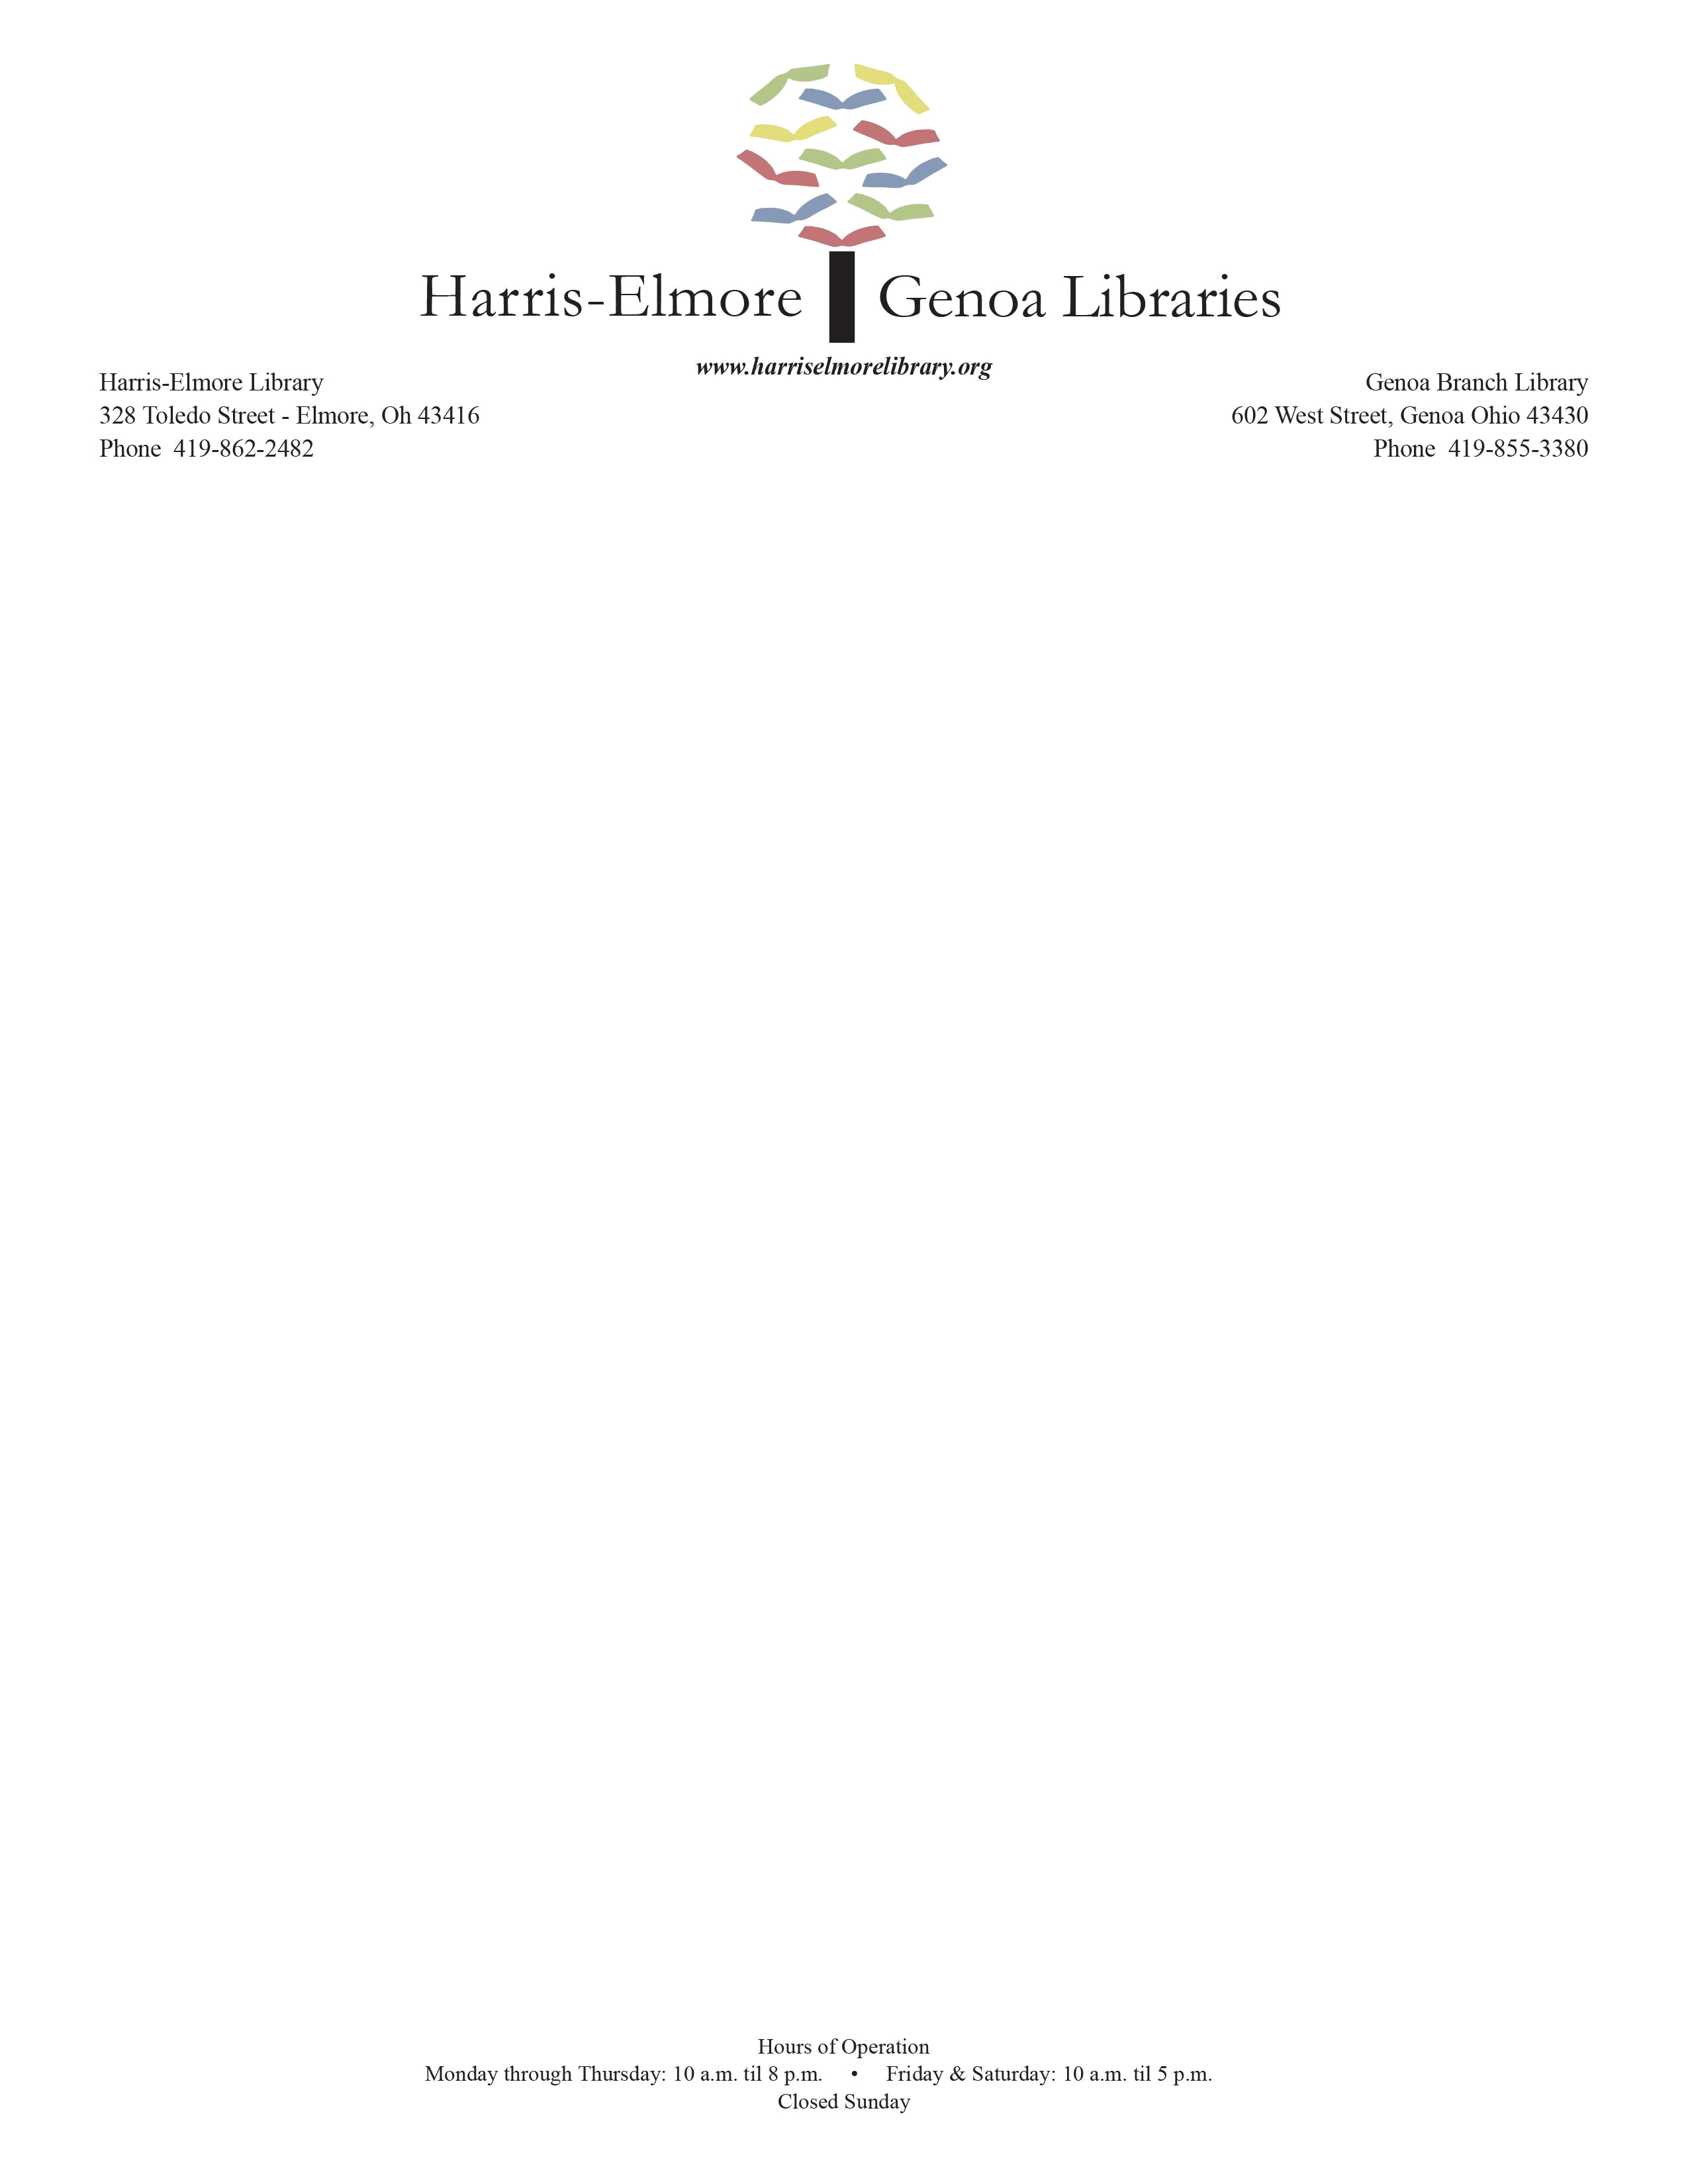 Harris-Elmore Genoa Libraries
www.harriselmorelibrary.org
Harris-Elmore Library
328 Toledo Street - Elmore, Oh 43416
Phone  419-862-2482
Genoa Branch Library
602 West Street, Genoa Ohio 43430
Phone  419-855-3380
Hours of Operation
Monday through Thursday: 10 a.m. til 8 p.m. • Friday & Saturday: 10 a.m. til 5 p.m.
Closed Sunday